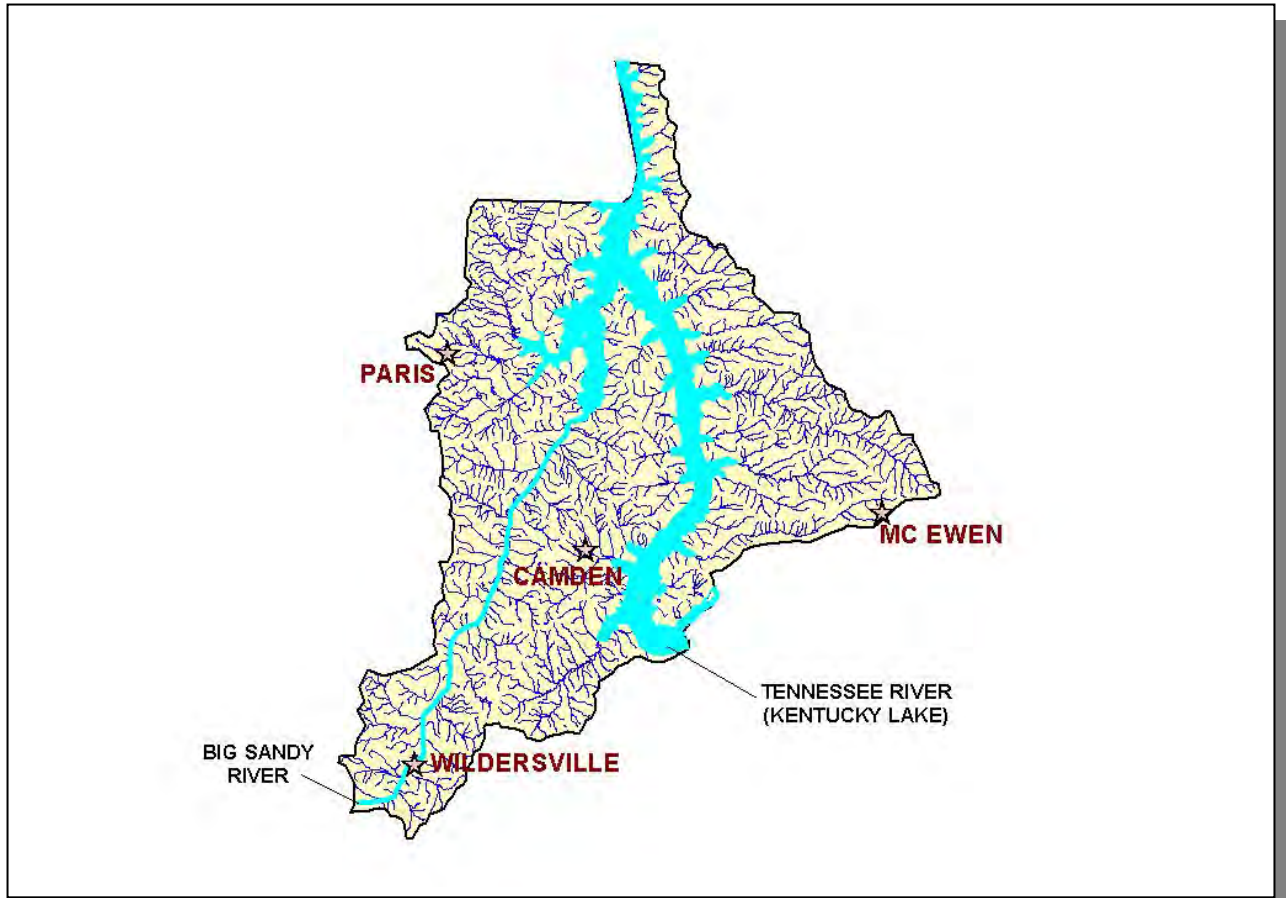 PARIS
MC EWEN
CAMDEN
TENNESSEE RIVER
(KENTUCKY LAKE)
BIG SANDY
RIVER
WILDERSVILLE